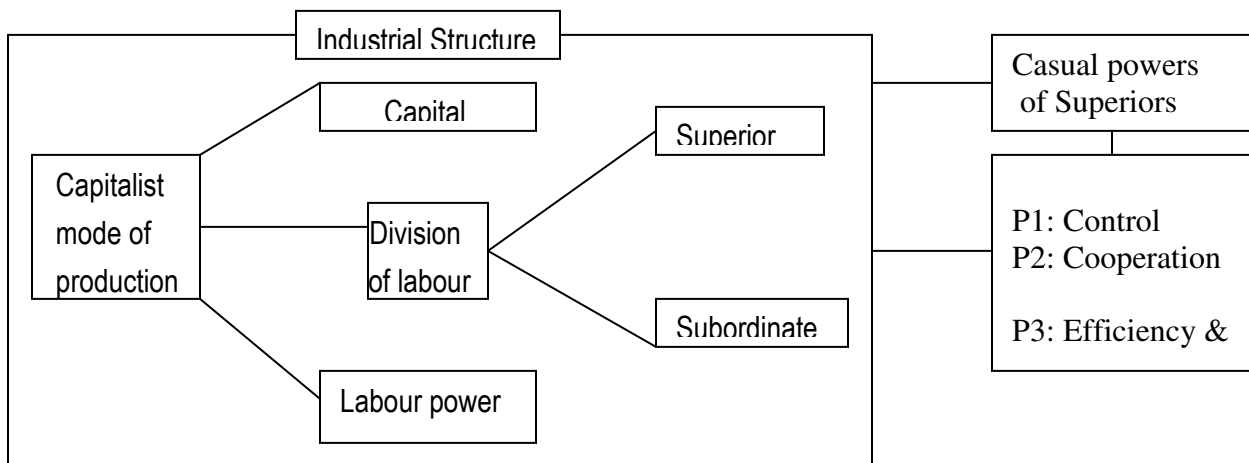 Industrial Structure
Capital
Superior
Capitalist
mode of
production
Division
of labour
Subordinate
Labour power
Casual powers
of Superiors
P1: Control
P2: Cooperation
P3: Efficiency &